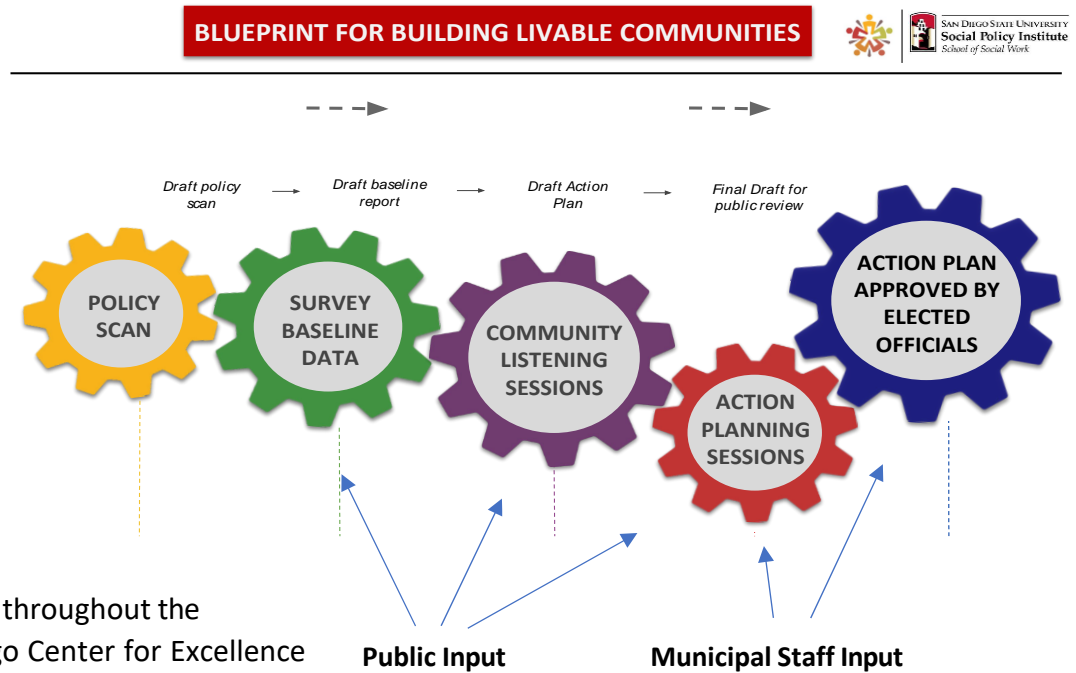 BLUEPRINT FOR BUILDING LIVABLE COMMUNITIES
SAN DIEGO STATE UNIVERSITY
Social Policy Institute
School of Social Work
Draft policy
scan
Draft baseline
report
Draft Action
Plan
Final Draft for
public review
POLICY
SCAN
SURVEY
BASELINE
DATA
COMMUNITY
LISTENING
SESSIONS
ACTION
PLANNING
SESSIONS
ACTION PLAN
APPROVED BY
ELECTED
OFFICIALS
throughout the
go Center for Excellence
Public Input
Municipal Staff Input